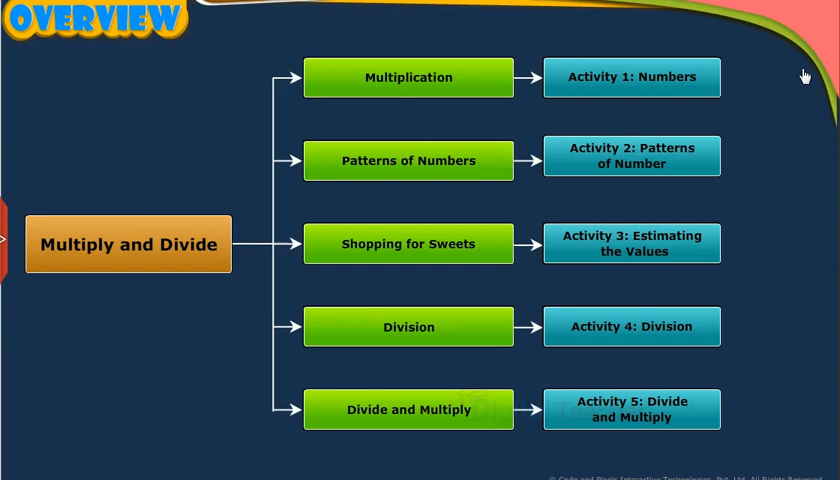 OVERVIEW
Multiplication
Activity 1: Numbers
Patterns of Numbers
Activity 2: Patterns
of Number
Multiply and Divide
Shopping for Sweets
Activity 3: Estimating
the Values
Division
Activity 4: Division
Divide and Multiply
Activity 5: Divide
and Multiply
© Code and Pixels Interactive Technologies, Pvt. Ltd. All Rights Reserved